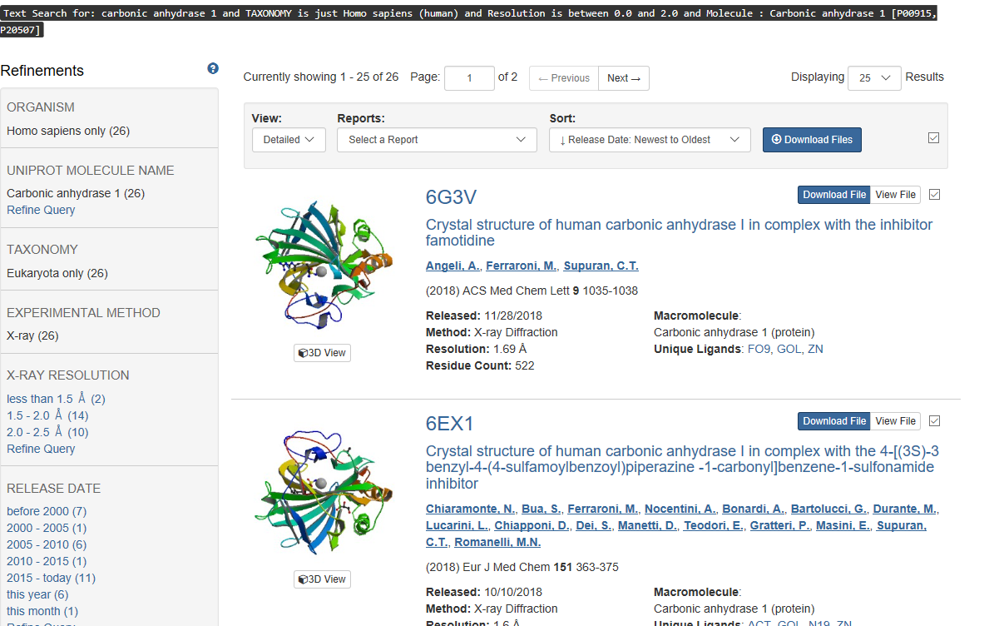 Text Search for: carbonic anhydrase 1 and TAXONOMY is just Homo sapiens (human) and Resolution is between 0.0 and 2.0 and Molecule : Carbonic anhydrase 1 [P00915,
P20507]
Refinements
?
ORGANISM
Homo sapiens only (26)
UNIPROT MOLECULE NAME
Carbonic anhydrase 1 (26)
Refine Query
TAXONOMY
Eukaryota only (26)
EXPERIMENTAL METHOD
X-ray (26)
X-RAY RESOLUTION
less than 1.5 Å (2)
1.5 - 2.0 Å (14)
2.0 - 2.5 Å (10)
Refine Query
RELEASE DATE
before 2000 (7)
2000 - 2005 (1)
2005 - 2010 (6)
2010 - 2015 (1)
2015 - today (11)
this year (6)
this month (1)
Refine Query
Currently showing 1 - 25 of 26 Page: 1 of 2 ← Previous Next → Displaying 25 Results
View: Reports: Sort:
Detailed Select a Report ↓ Release Date: Newest to Oldest Download Files
6G3V Download File View File
Crystal structure of human carbonic anhydrase I in complex with the inhibitor
famotidine
Angeli, A., Ferraroni, M., Supuran, C.T.
(2018) ACS Med Chem Lett 9 1035-1038
Released: 11/28/2018 Macromolecule:
Method: X-ray Diffraction Carbonic anhydrase 1 (protein)
Resolution: 1.69 Å Unique Ligands: FO9, GOL, ZN
Residue Count: 522
3D View
6EX1 Download File View File
Crystal structure of human carbonic anhydrase I in complex with the 4-[(3S)-3
benzyl-4-(4-sulfamoylbenzoyl)piperazine -1-carbonyl]benzene-1-sulfonamide
inhibitor
Chiaramonte, N., Bua, S., Ferraroni, M., Nocentini, A., Bonardi, A., Bartolucci, G., Durante, M.,
Lucarini, L., Chiapponi, D., Dei, S., Manetti, D., Teodori, E., Gratteri, P., Masini, E., Supuran,
C.T., Romanelli, M.N.
(2018) Eur J Med Chem 151 363-375
3D View
Released: 10/10/2018 Macromolecule:
Method: X-ray Diffraction Carbonic anhydrase 1 (protein)
Resolution: 1.6 Å Unique Ligands: ACT, GOL, N19, ZN